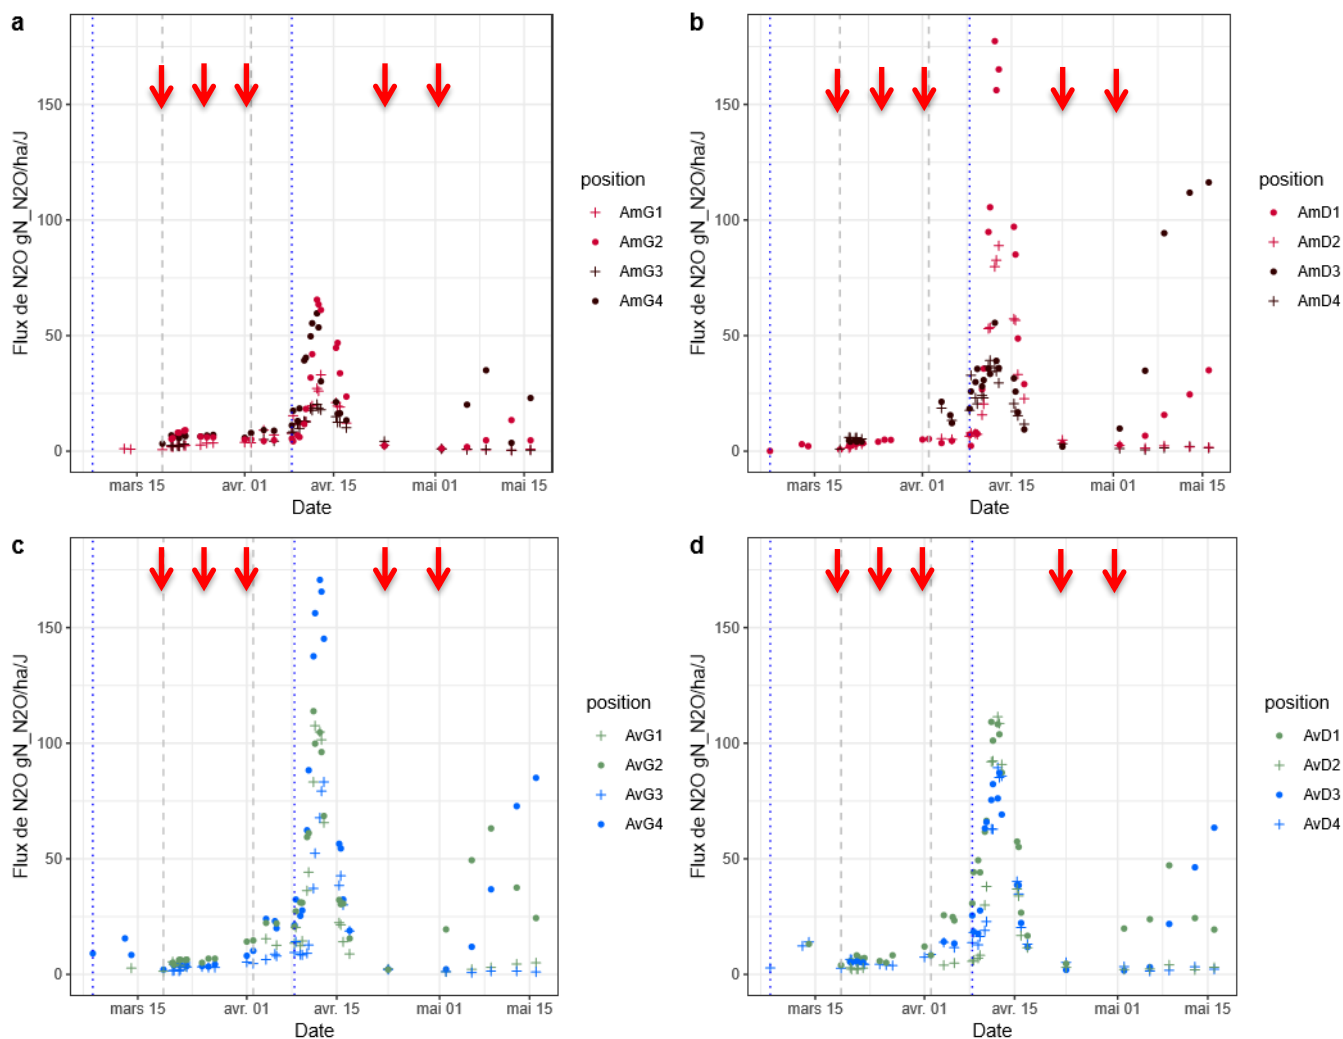 a
Flux de N2O gN_N2O/ha/J
150
100
50
0
mars 15
avr. 01
avr. 15
mai 01
mai 15
Date
position
AmG1
AmG2
AmG3
AmG4
b
Flux de N2O gN_N2O/ha/J
150
100
50
0
mars 15
avr. 01
avr. 15
mai 01
mai 15
Date
position
AmD1
AmD2
AmD3
AmD4
c
Flux de N2O gN_N2O/ha/J
150
100
50
0
mars 15
avr. 01
avr. 15
mai 01
mai 15
Date
position
AvG1
AvG2
AvG3
AvG4
d
Flux de N2O gN_N2O/ha/J
150
100
50
0
mars 15
avr. 01
avr. 15
mai 01
mai 15
Date
position
AvD1
AvD2
AvD3
AvD4